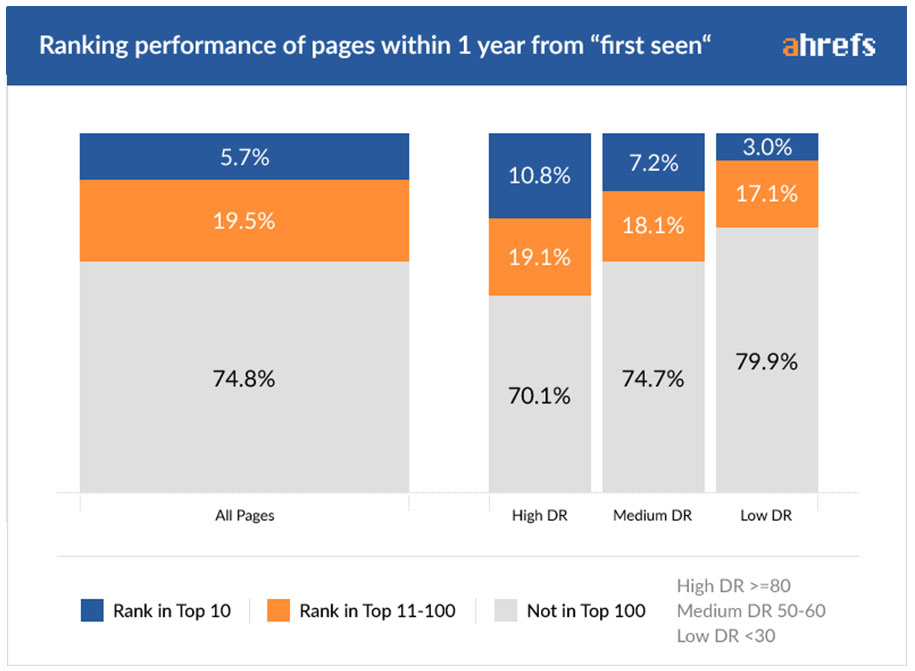 Ranking performance of pages within 1 year from “first seen“
ahrefs
5.7%
19.5%
74.8%
10.8%
19.1%
70.1%
7.2%
18.1%
74.7%
3.0%
17.1%
79.9%
All Pages
High DR
Medium DR
Low DR
Rank in Top 10
Rank in Top 11-100
Not in Top 100
High DR >=80
Medium DR 50-60
Low DR <30